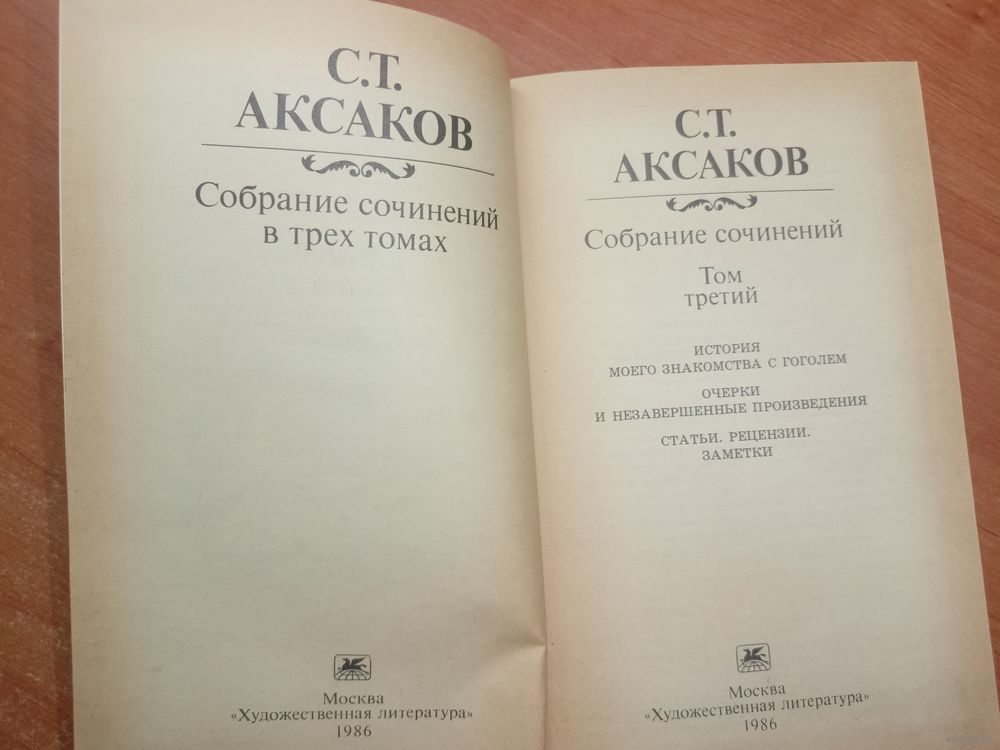 С.Т.
АКСАКОВ
Собрание сочинений
в трех томах
Москва
«Художественная литература»
1986
С.Т.
АКСАКОВ
Собрание сочинений
Том
третий
ИСТОРИЯ
МОЕГО ЗНАКОМСТВА С ГОГОЛЕМ
ОЧЕРКИ
И НЕЗАВЕРШЕННЫЕ ПРОИЗВЕДЕНИЯ
СТАТЬИ. РЕЦЕНЗИИ.
ЗАМЕТКИ
Москва
«Художественная литература»
1986